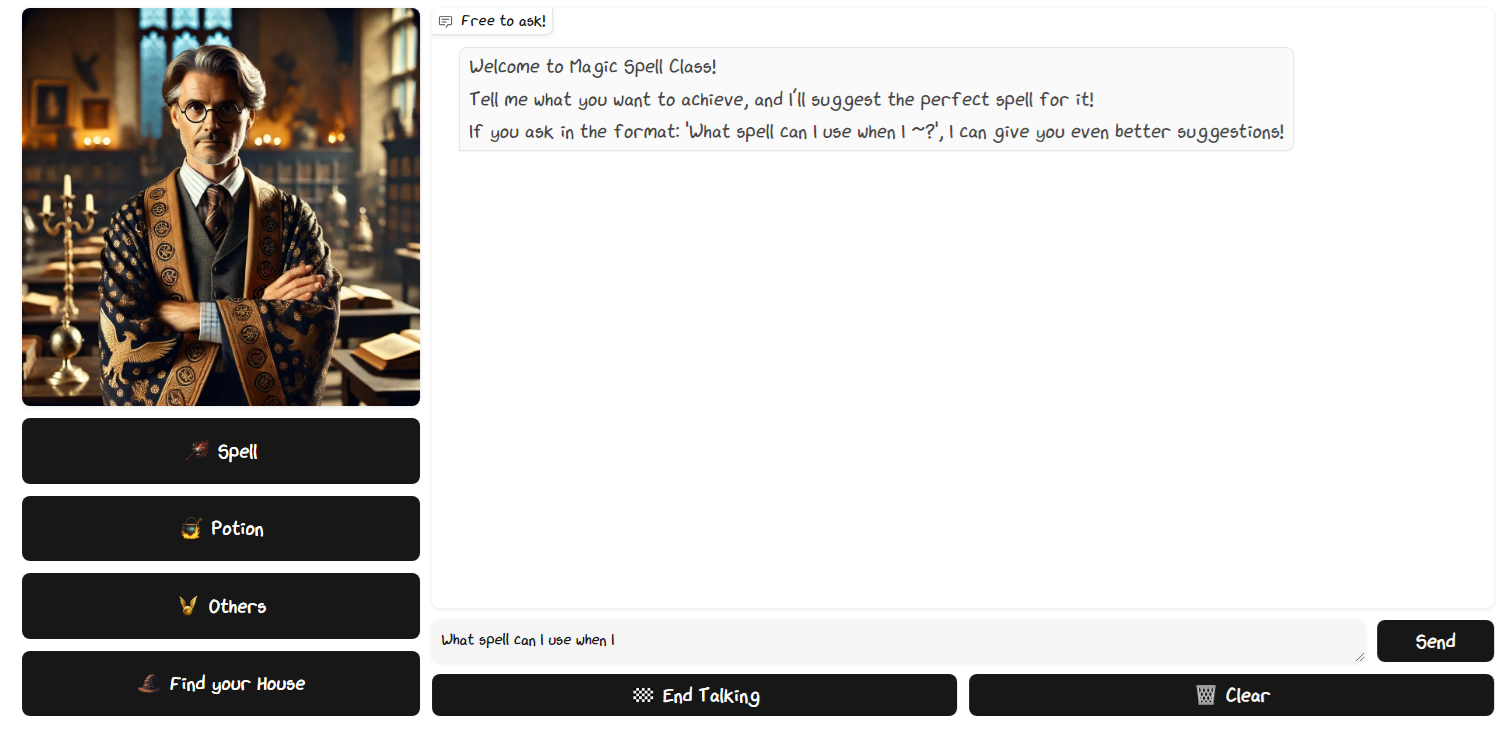 Free to ask!
Welcome to Magic Spell Class!
Tell me what you want to achieve, and I'll suggest the perfect spell for it!
If you ask in the format: 'What spell can I use when I ~?', I can give you even better suggestions!
Spell
Potion
Others
Find your House
What spell can I use when I
Send
End Talking
Clear